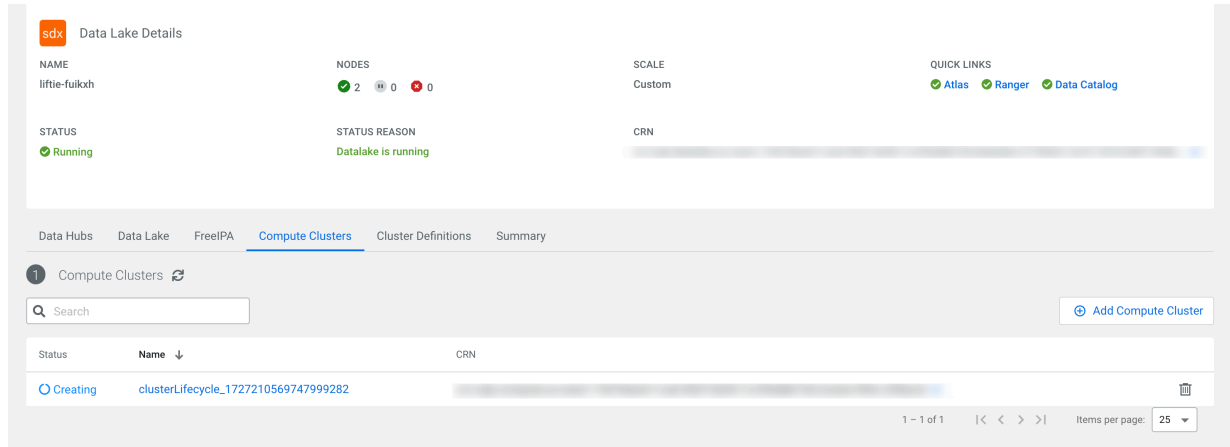 sdx Data Lake Details
NAME NODES SCALE QUICK LINKS
liftie-fuikxh 2 0 0 Custom Atlas Ranger Data Catalog
STATUS STATUS REASON CRN
Running Datalake is running
Data Hubs Data Lake FreeIPA Compute Clusters Cluster Definitions Summary
1 Compute Clusters
Search Add Compute Cluster
Status Name CRN
Creating clusterLifecycle_1727210569747999282
1 – 1 of 1 Items per page: 25